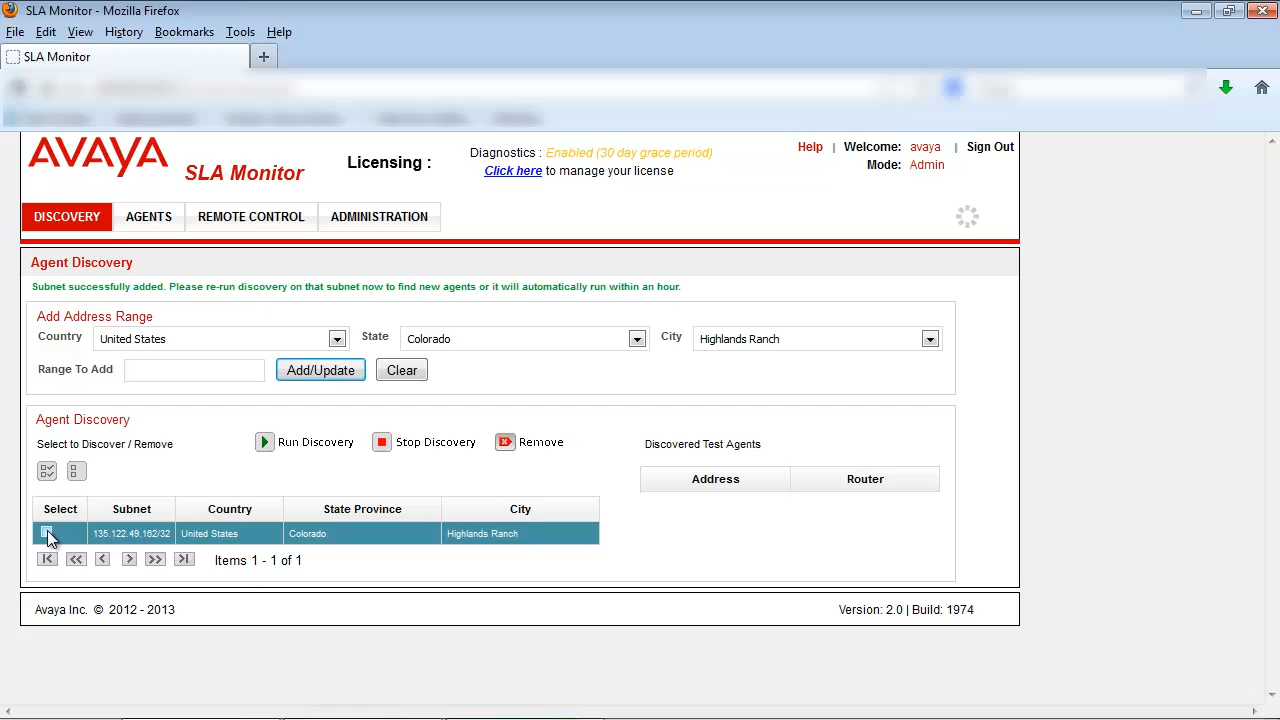 SLA Monitor - Mozilla Firefox
File Edit View History Bookmarks Tools Help
SLA Monitor
AVAYA SLA Monitor
Licensing :
Diagnostics : Enabled (30 day grace period)
Click here to manage your license
Help | Welcome: avaya | Sign Out
Mode: Admin
DISCOVERY AGENTS REMOTE CONTROL ADMINISTRATION
Agent Discovery
Subnet successfully added. Please re-run discovery on that subnet now to find new agents or it will automatically run within an hour.
Add Address Range
Country United States State Colorado City Highlands Ranch
Range To Add Add/Update Clear
Agent Discovery
Select to Discover / Remove Run Discovery Stop Discovery Remove Discovered Test Agents
Address Router
Select Subnet Country State Province City
135.122.49.162/32 United States Colorado Highlands Ranch
Items 1 - 1 of 1
Avaya Inc. © 2012 - 2013 Version: 2.0 | Build: 1974